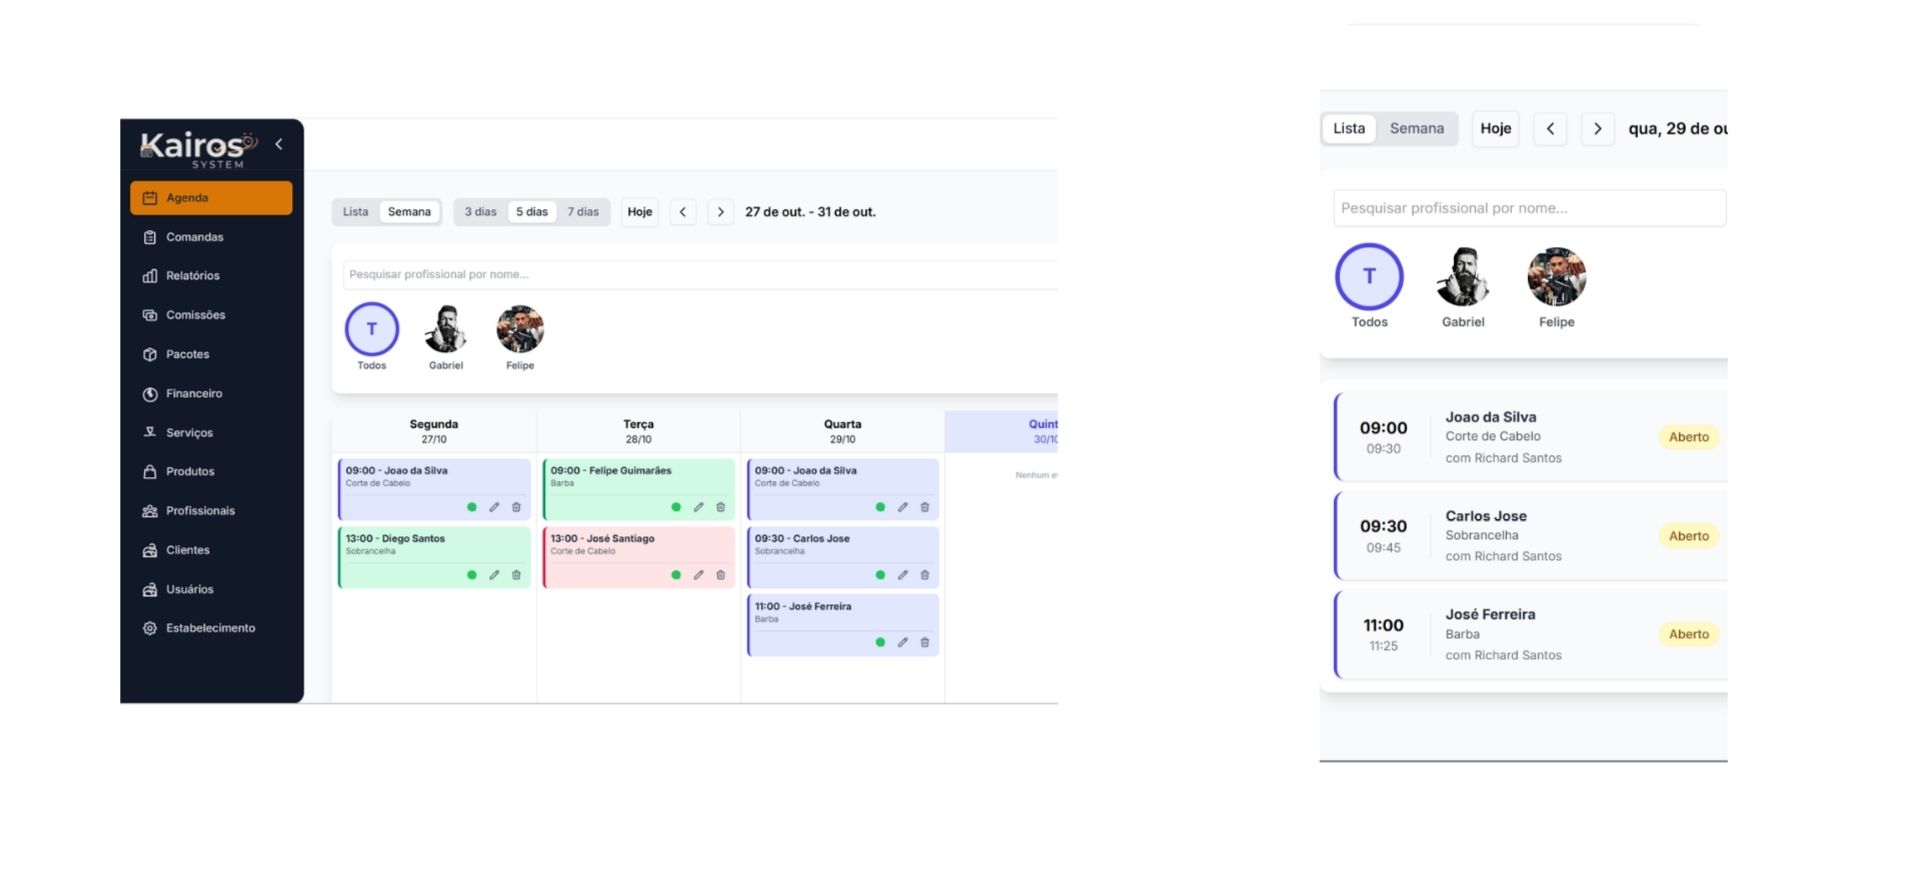 Kairos
SYSTEM
Agenda
Comandas
Relatórios
Comissões
Pacotes
Financeiro
Serviços
Produtos
Profissionais
Clientes
Usuários
Estabelecimento
Lista Semana 3 dias 5 dias 7 dias Hoje 27 de out. - 31 de out.
Pesquisar profissional por nome...
T
Todos Gabriel Felipe
Segunda Terça Quarta Quint
27/10 28/10 29/10 30/10
09:00 - Joao da Silva
Corte de Cabelo
13:00 - Diego Santos
Sobrancelha
09:00 - Felipe Guimarães
Barba
13:00 - José Santiago
Corte de Cabelo
09:00 - Joao da Silva
Corte de Cabelo
09:30 - Carlos Jose
Sobrancelha
11:00 - José Ferreira
Barba
Nenhum e
Lista Semana Hoje qua, 29 de ou
Pesquisar profissional por nome...
T
Todos Gabriel Felipe
09:00
09:30
Joao da Silva
Corte de Cabelo
com Richard Santos
Aberto
09:30
09:45
Carlos Jose
Sobrancelha
com Richard Santos
Aberto
11:00
11:25
José Ferreira
Barba
com Richard Santos
Aberto